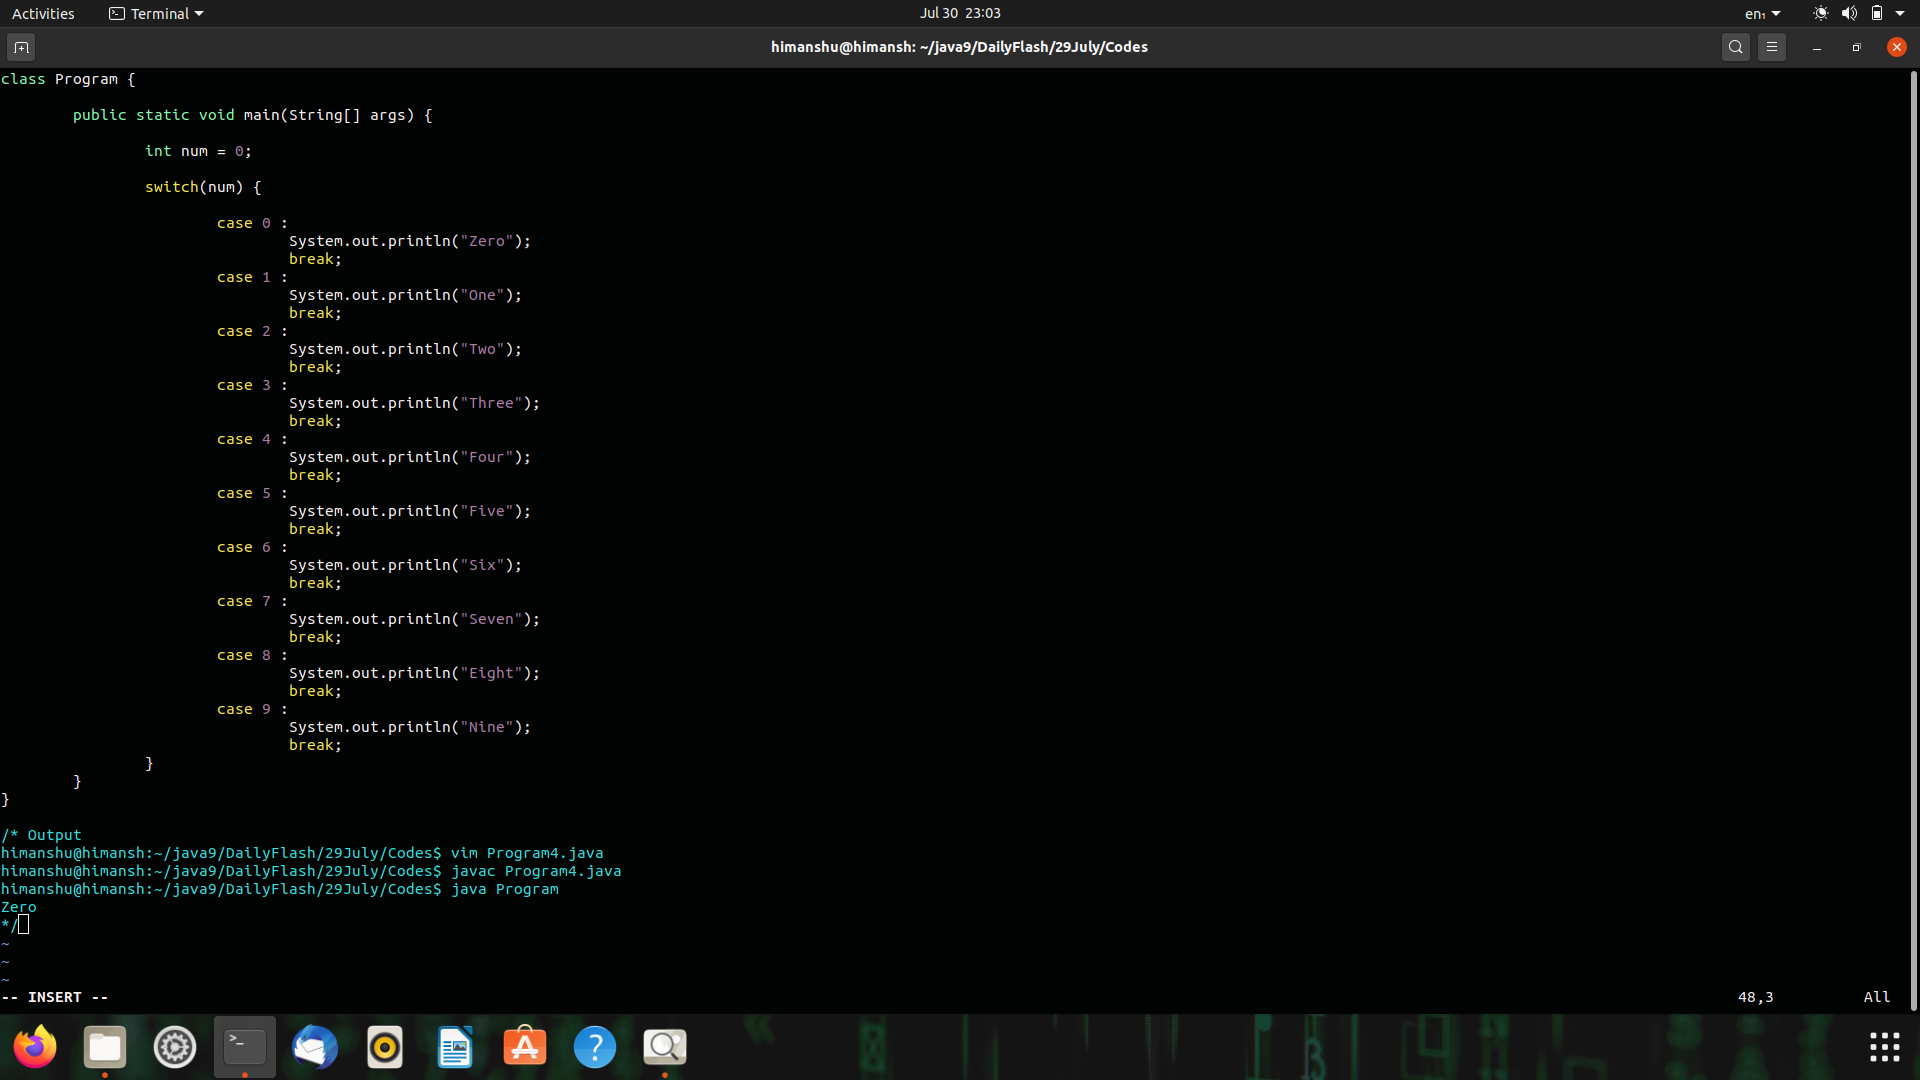 Activities Terminal Jul 30 23:03 en₁
himanshu@himansh: ~/java9/DailyFlash/29July/Codes
class Program {
public static void main(String[] args) {
int num = 0;
switch(num) {
case 0 :
System.out.println("Zero");
break;
case 1 :
System.out.println("One");
break;
case 2 :
System.out.println("Two");
break;
case 3 :
System.out.println("Three");
break;
case 4 :
System.out.println("Four");
break;
case 5 :
System.out.println("Five");
break;
case 6 :
System.out.println("Six");
break;
case 7 :
System.out.println("Seven");
break;
case 8 :
System.out.println("Eight");
break;
case 9 :
System.out.println("Nine");
break;
}
}
}
/* Output
himanshu@himansh:~/java9/DailyFlash/29July/Codes$ vim Program4.java
himanshu@himansh:~/java9/DailyFlash/29July/Codes$ javac Program4.java
himanshu@himansh:~/java9/DailyFlash/29July/Codes$ java Program
Zero
*/
~
~
~
-- INSERT -- 48,3 All